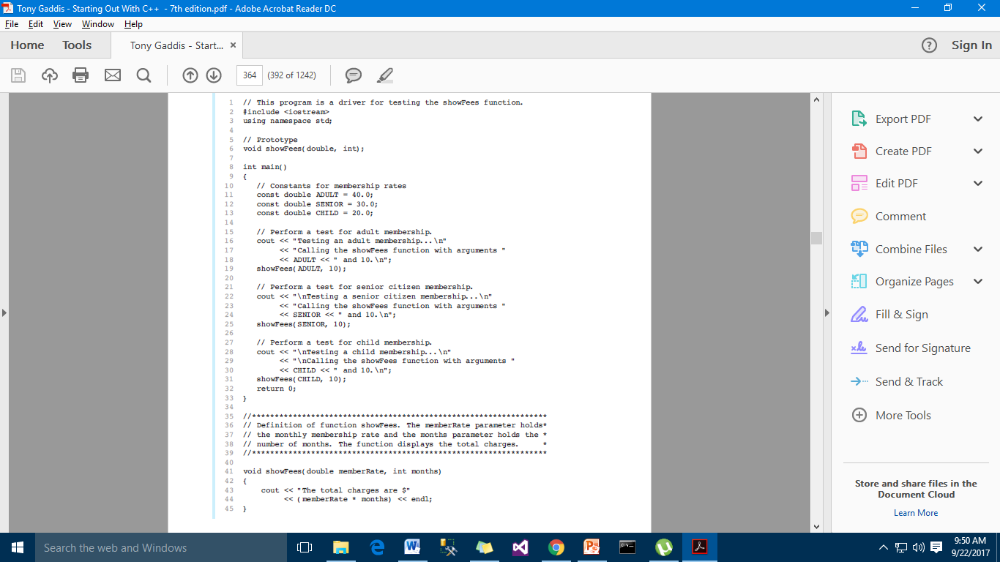 Tony Gaddis - Starting Out With C++ - 7th edition.pdf - Adobe Acrobat Reader DC
File Edit View Window Help
Home Tools Tony Gaddis - Start... × ? Sign In
364 (392 of 1242)
1 // This program is a driver for testing the showFees function.
2 #include <iostream>
3 using namespace std;
4
5 // Prototype
6 void showFees(double, int);
7
8 int main()
9 {
10 // Constants for membership rates
11 const double ADULT = 40.0;
12 const double SENIOR = 30.0;
13 const double CHILD = 20.0;
14
15 // Perform a test for adult membership.
16 cout << "Testing an adult membership...\n"
17 << "Calling the showFees function with arguments "
18 << ADULT << " and 10.\n";
19 showFees(ADULT, 10);
20
21 // Perform a test for senior citizen membership.
22 cout << "\nTesting a senior citizen membership...\n"
23 << "Calling the showFees function with arguments "
24 << SENIOR << " and 10.\n";
25 showFees(SENIOR, 10);
26
27 // Perform a test for child membership.
28 cout << "\nTesting a child membership...\n"
29 << "\nCalling the showFees function with arguments "
30 << CHILD << " and 10.\n";
31 showFees(CHILD, 10);
32 return 0;
33 }
34
35 //*****************************************************************
36 // Definition of function showFees. The memberRate parameter holds*
37 // the monthly membership rate and the months parameter holds the *
38 // number of months. The function displays the total charges. *
39 //*****************************************************************
40
41 void showFees(double memberRate, int months)
42 {
43 cout << "The total charges are $"
44 << (memberRate * months) << endl;
45 }
Export PDF
Create PDF
Edit PDF
Comment
Combine Files
Organize Pages
Fill & Sign
Send for Signature
Send & Track
More Tools
Store and share files in the
Document Cloud
Learn More
Search the web and Windows
9:50 AM
9/22/2017